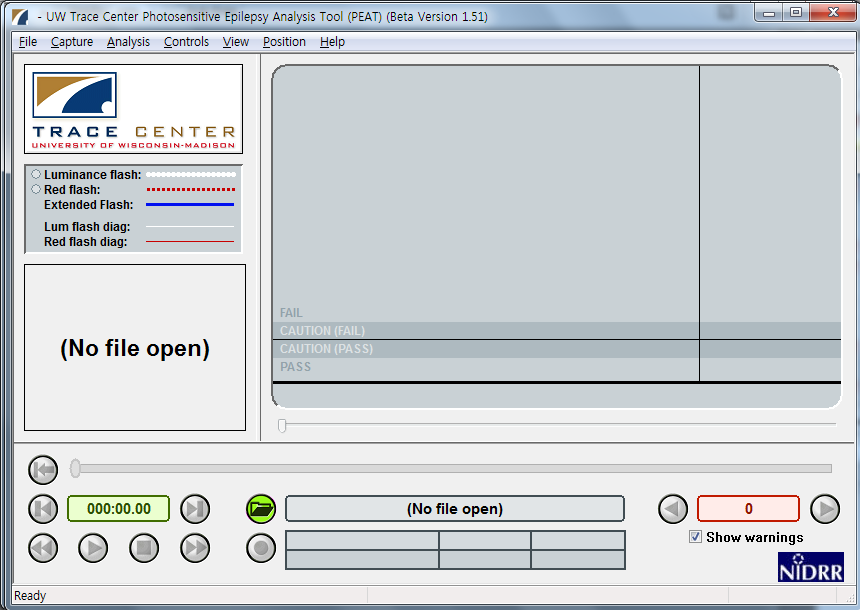 - UW Trace Center Photosensitive Epilepsy Analysis Tool (PEAT) (Beta Version 1.51)
File Capture Analysis Controls View Position Help
TRACE CENTER
UNIVERSITY OF WISCONSIN-MADISON
Luminance flash:
Red flash:
Extended Flash:
Lum flash diag:
Red flash diag:
(No file open)
FAIL
CAUTION (FAIL)
CAUTION (PASS)
PASS
000:00.00
(No file open)
0
Show warnings
NIDRR
Ready